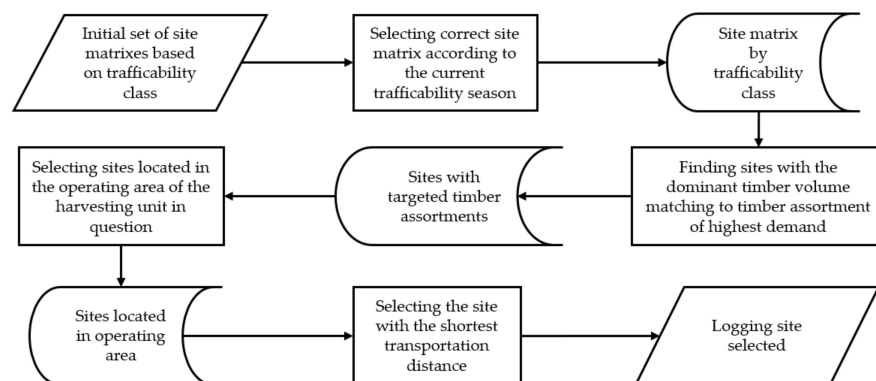 Initial set of site
matrixes based
on trafficability
class
Selecting correct site
matrix according to
the current
trafficability season
Site matrix
by
trafficability
class
Finding sites with the
dominant timber volume
matching to timber assortment
of highest demand
Sites with
targeted timber
assortments
Selecting sites located in
the operating area of the
harvesting unit in
question
Sites located
in operating
area
Selecting the site
with the shortest
transportation
distance
Logging site
selected